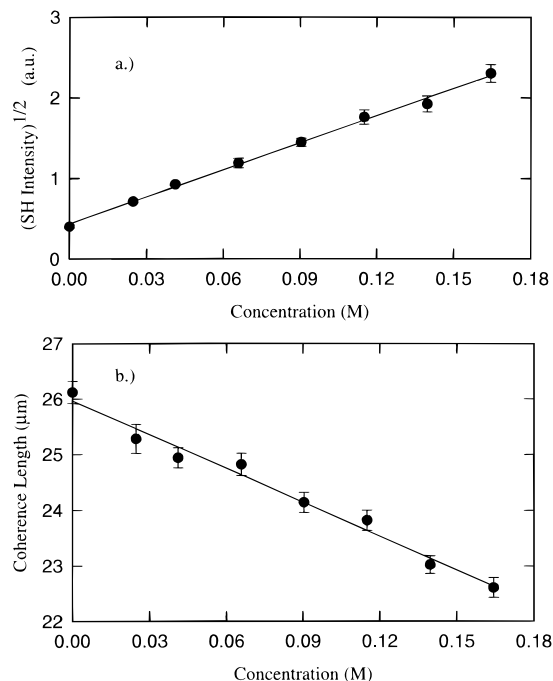 3
2
1
0
(SH Intensity)1/2 (a.u.)
a.)
0.00 0.03 0.06 0.09 0.12 0.15 0.18
Concentration (M)
27
26
25
24
23
22
Coherence Length (μm)
b.)
0.00 0.03 0.06 0.09 0.12 0.15 0.18
Concentration (M)